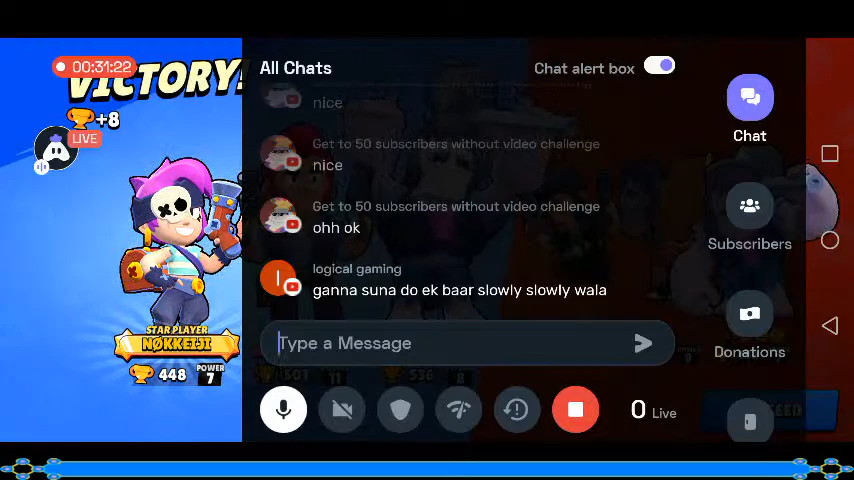 00:31:22
VICTORY!
+8
LIVE
STAR PLAYER
NØKKEIJI
448
POWER
7
All Chats
Chat alert box
nice
Get to 50 subscribers without video challenge
nice
Get to 50 subscribers without video challenge
ohh ok
I
logical gaming
ganna suna do ek baar slowly slowly wala
Type a Message
0 Live
Chat
Subscribers
Donations